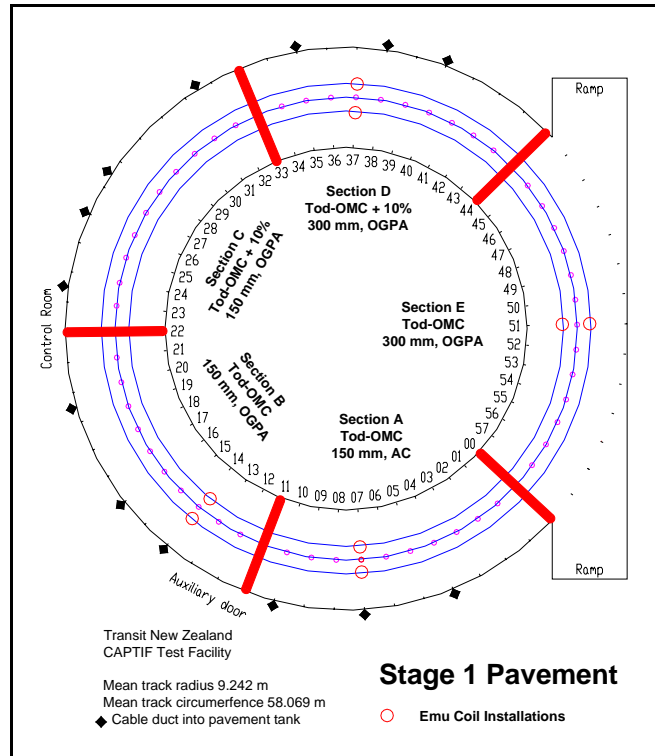 Ramp
Control Room
Auxiliary door
Ramp
00
01
02
03
04
05
06
07
08
09
10
11
12
13
14
15
16
17
18
19
20
21
22
23
24
25
26
27
28
29
30
31
32
33
34
35
36
37
38
39
40
41
42
43
44
45
46
47
48
49
50
51
52
53
54
55
56
57
Section D
Tod-OMC + 10%
300 mm, OGPA
Section C
Tod-OMC + 10%
150 mm, OGPA
Section E
Tod-OMC
300 mm, OGPA
Section B
Tod-OMC
150 mm, OGPA
Section A
Tod-OMC
150 mm, AC
Transit New Zealand
CAPTIF Test Facility
Mean track radius 9.242 m
Mean track circumerfence 58.069 m
Cable duct into pavement tank
Stage 1 Pavement
Emu Coil Installations